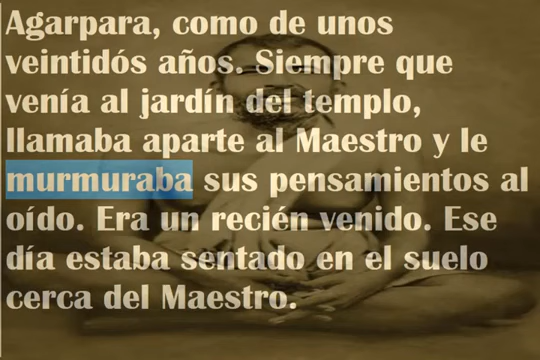 Agarpara, como de unos
veintidós años. Siempre que
venía al jardín del templo,
llamaba aparte al Maestro y le
murmuraba sus pensamientos al
oído. Era un recién venido. Ese
día estaba sentado en el suelo
cerca del Maestro.